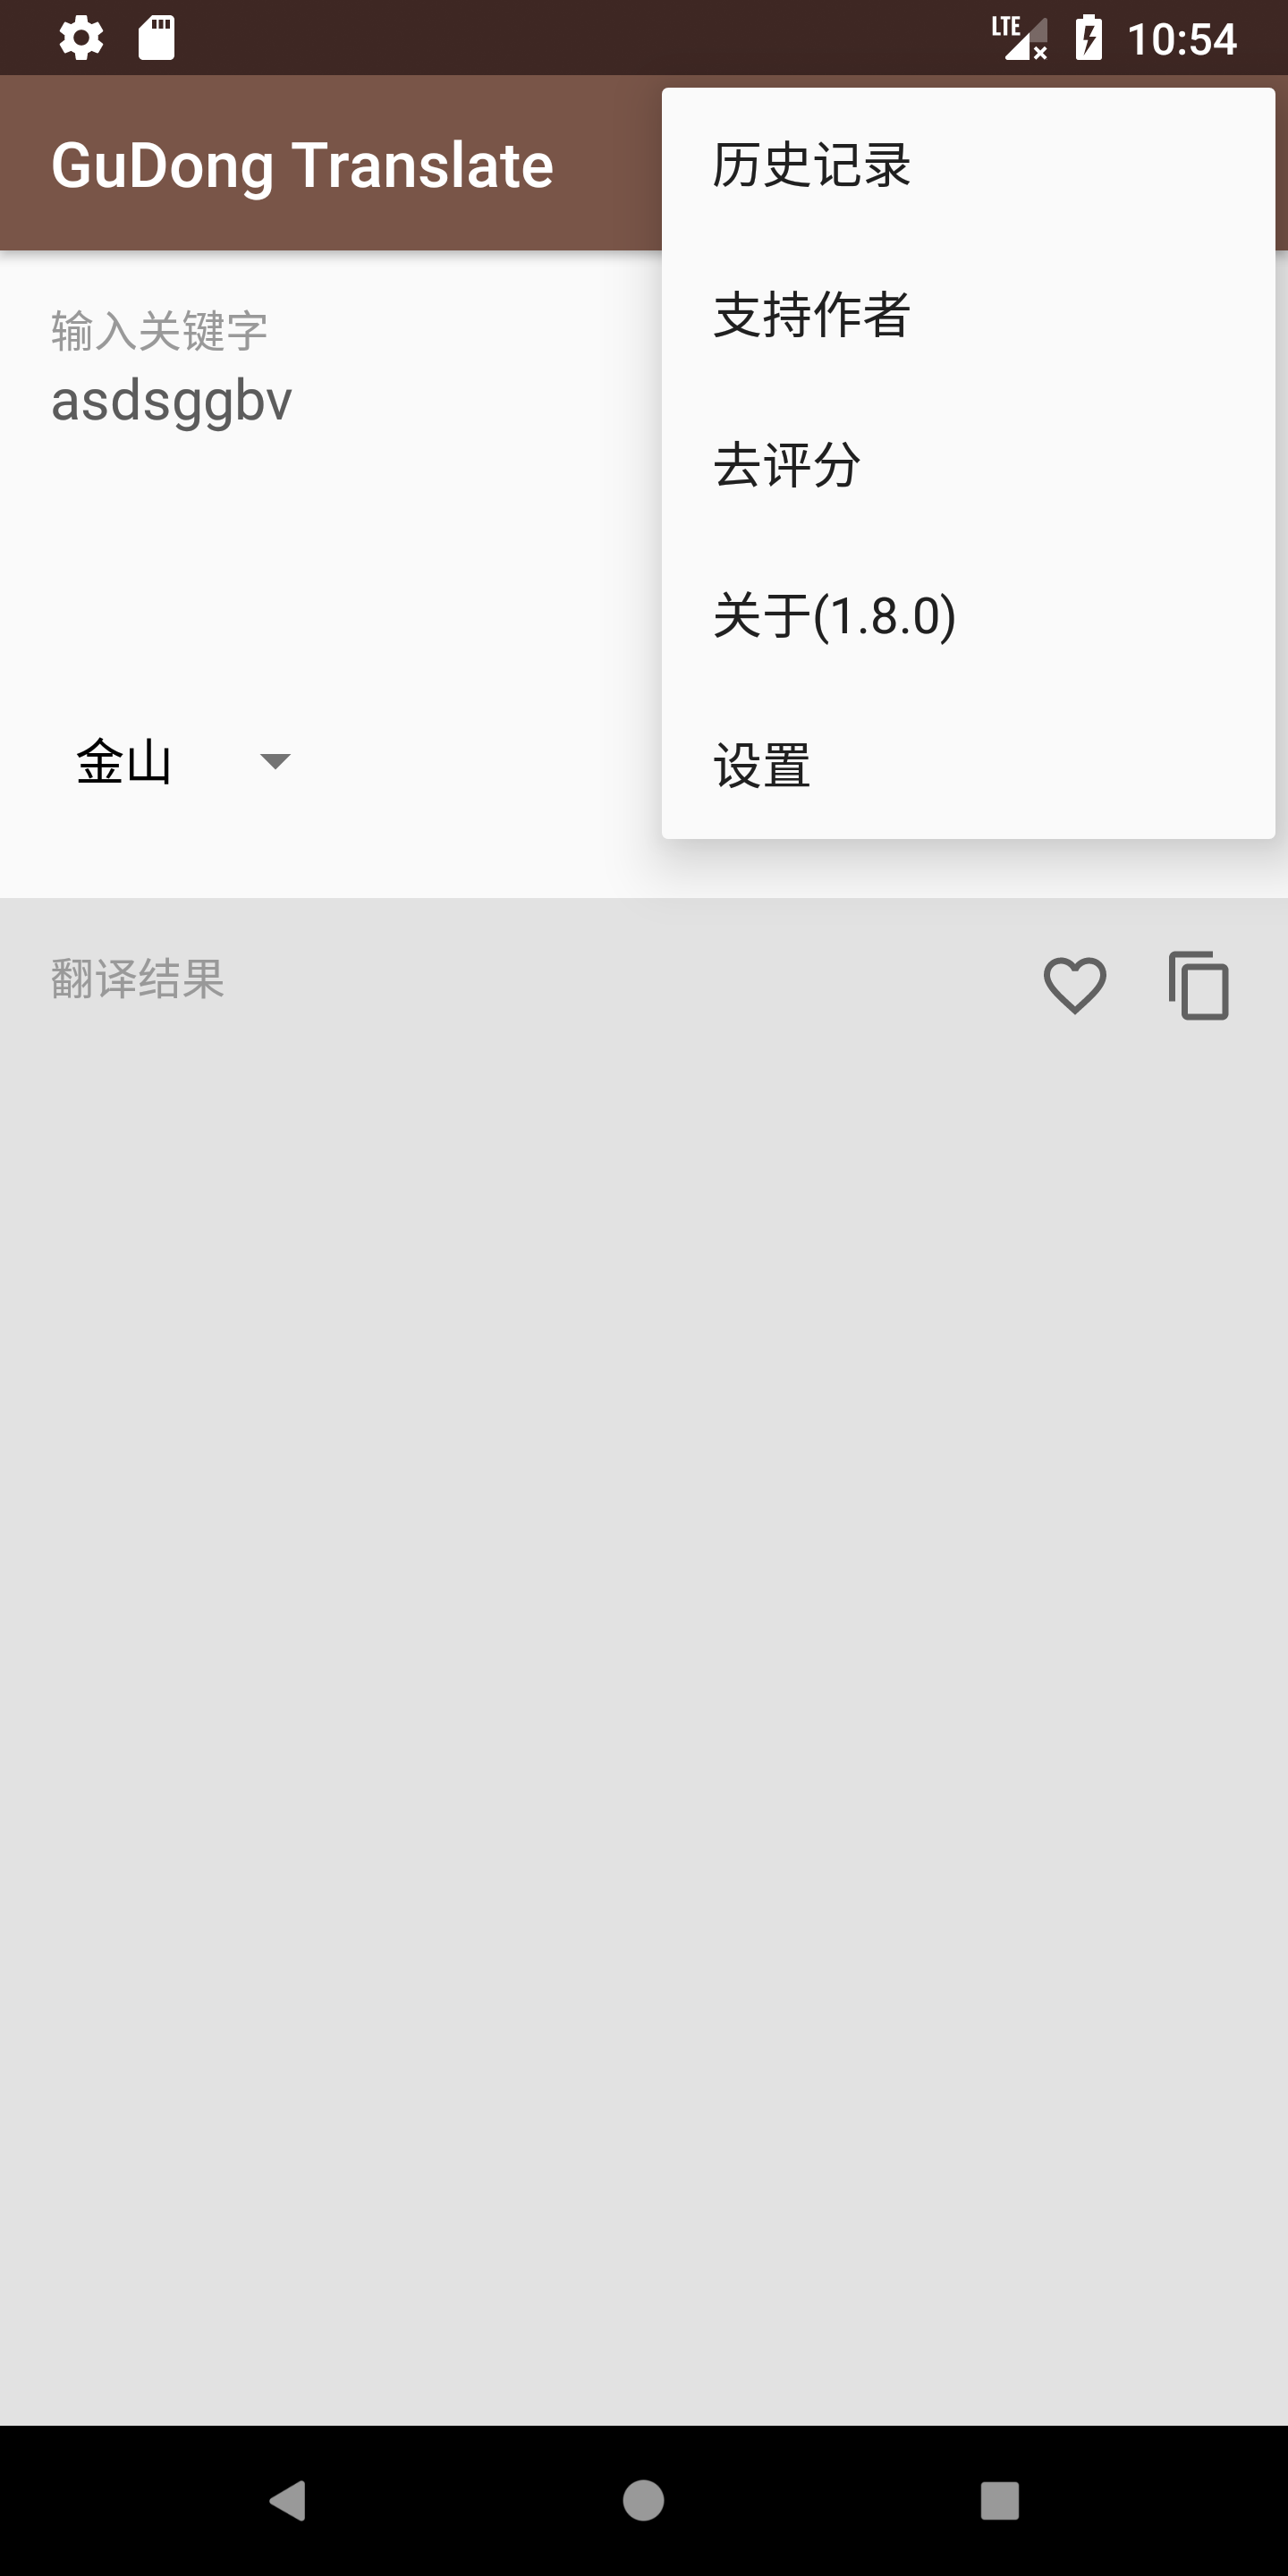 LTE 10:54
GuDong Translate
历史记录
支持作者
去评分
关于(1.8.0)
设置
输入关键字
asdsggbv
金山
翻译结果